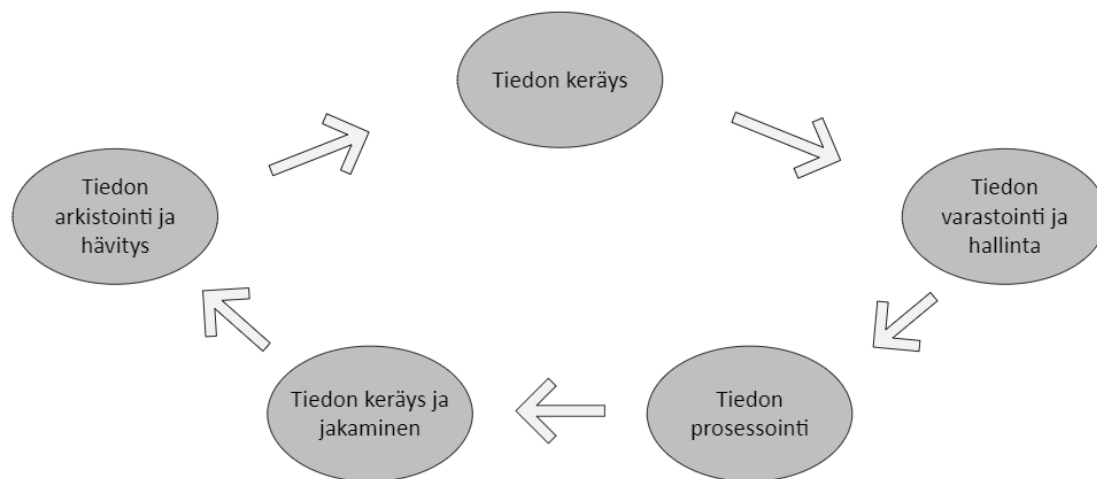 Tiedon keräys
Tiedon
varastointi ja
hallinta
Tiedon
prosessointi
Tiedon keräys ja
jakaminen
Tiedon
arkistointi ja
hävitys